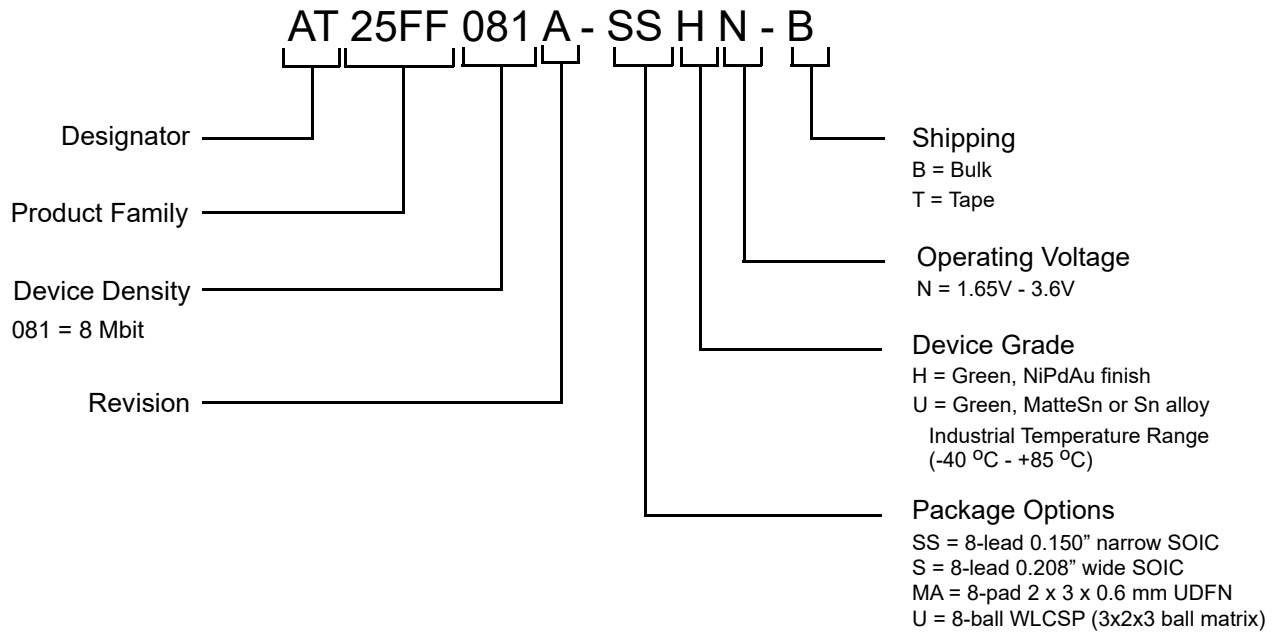 AT 25FF 081 A - SS H N - B
Designator
Product Family
Device Density
081 = 8 Mbit
Revision
Shipping
B = Bulk
T = Tape
Operating Voltage
N = 1.65V - 3.6V
Device Grade
H = Green, NiPdAu finish
U = Green, MatteSn or Sn alloy
Industrial Temperature Range
(-40 ºC - +85 ºC)
Package Options
SS = 8-lead 0.150” narrow SOIC
S = 8-lead 0.208” wide SOIC
MA = 8-pad 2 x 3 x 0.6 mm UDFN
U = 8-ball WLCSP (3x2x3 ball matrix)